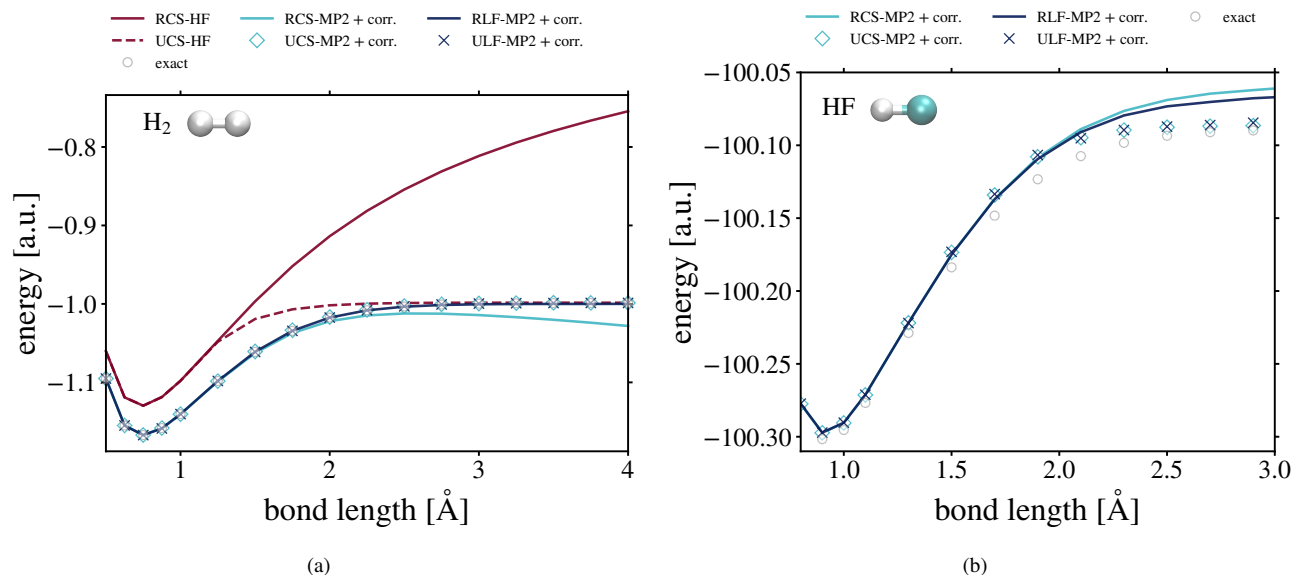 RCS-HF RCS-MP2 + corr. RLF-MP2 + corr.
UCS-HF UCS-MP2 + corr. ULF-MP2 + corr.
exact
H₂
−0.8
−0.9
−1.0
−1.1
energy [a.u.]
1 2 3 4
bond length [Å]
(a)
RCS-MP2 + corr. RLF-MP2 + corr. exact
UCS-MP2 + corr. ULF-MP2 + corr.
HF
−100.05
−100.10
−100.15
−100.20
−100.25
−100.30
energy [a.u.]
1.0 1.5 2.0 2.5 3.0
bond length [Å]
(b)